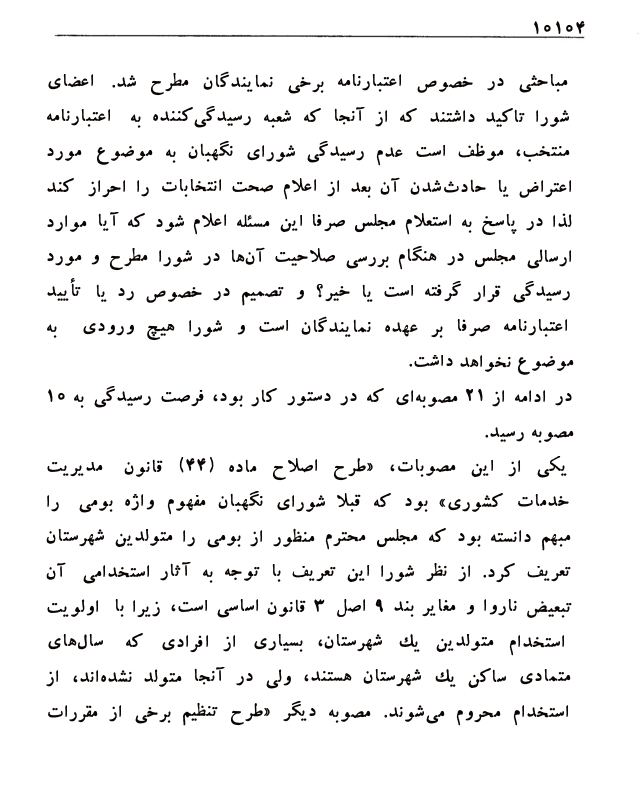 ۱۰۱۰۴
مباحثی در خصوص اعتبارنامه برخی نمایندگان مطرح شد. اعضای
شورا تاکید داشتند که از آنجا که شعبه رسیدگی‌کننده به اعتبارنامه
منتخب، موظف است عدم رسیدگی شورای نگهبان به موضوع مورد
اعتراض یا حادث‌شدن آن بعد از اعلام صحت انتخابات را احراز کند
لذا در پاسخ به استعلام مجلس صرفا این مسئله اعلام شود که آیا موارد
ارسالی مجلس در هنگام بررسی صلاحیت آن‌ها در شورا مطرح و مورد
رسیدگی قرار گرفته است یا خیر؟ و تصمیم در خصوص رد یا تأیید
اعتبارنامه صرفا بر عهده نمایندگان است و شورا هیچ ورودی به
موضوع نخواهد داشت.
در ادامه از ۲۱ مصوبه‌ای که در دستور کار بود، فرصت رسیدگی به ۱۰
مصوبه رسید.
یکی از این مصوبات، «طرح اصلاح ماده (۴۴) قانون مدیریت
خدمات کشوری» بود که قبلا شورای نگهبان مفهوم واژه بومی را
مبهم دانسته بود که مجلس محترم منظور از بومی را متولدین شهرستان
تعریف کرد. از نظر شورا این تعریف با توجه به آثار استخدامی آن
تبعیض ناروا و مغایر بند ۹ اصل ۳ قانون اساسی است، زیرا با اولویت
استخدام متولدین یك شهرستان، بسیاری از افرادی که سال‌های
متمادی ساکن یك شهرستان هستند، ولی در آنجا متولد نشده‌اند، از
استخدام محروم می‌شوند. مصوبه دیگر «طرح تنظیم برخی از مقررات